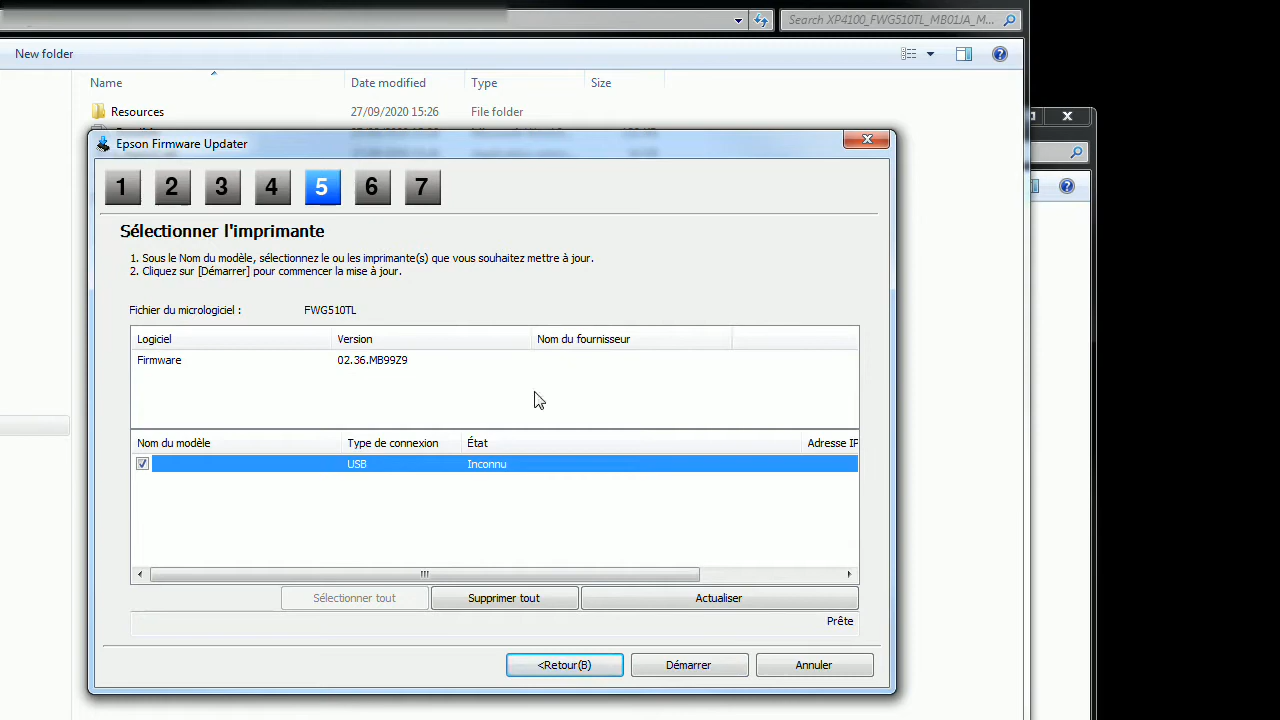 Search XP4100_FWG510TL_MB01JA_M...
New folder
Name Date modified Type Size
Resources 27/09/2020 15:26 File folder
Epson Firmware Updater
1 2 3 4 5 6 7
Sélectionner l'imprimante
1. Sous le Nom du modèle, sélectionnez le ou les imprimante(s) que vous souhaitez mettre à jour.
2. Cliquez sur [Démarrer] pour commencer la mise à jour.
Fichier du micrologiciel : FWG510TL
Logiciel Version Nom du fournisseur
Firmware 02.36.MB99Z9
Nom du modèle Type de connexion État Adresse IP
USB Inconnu
Sélectionner tout Supprimer tout Actualiser
Prête
<Retour(B) Démarrer Annuler